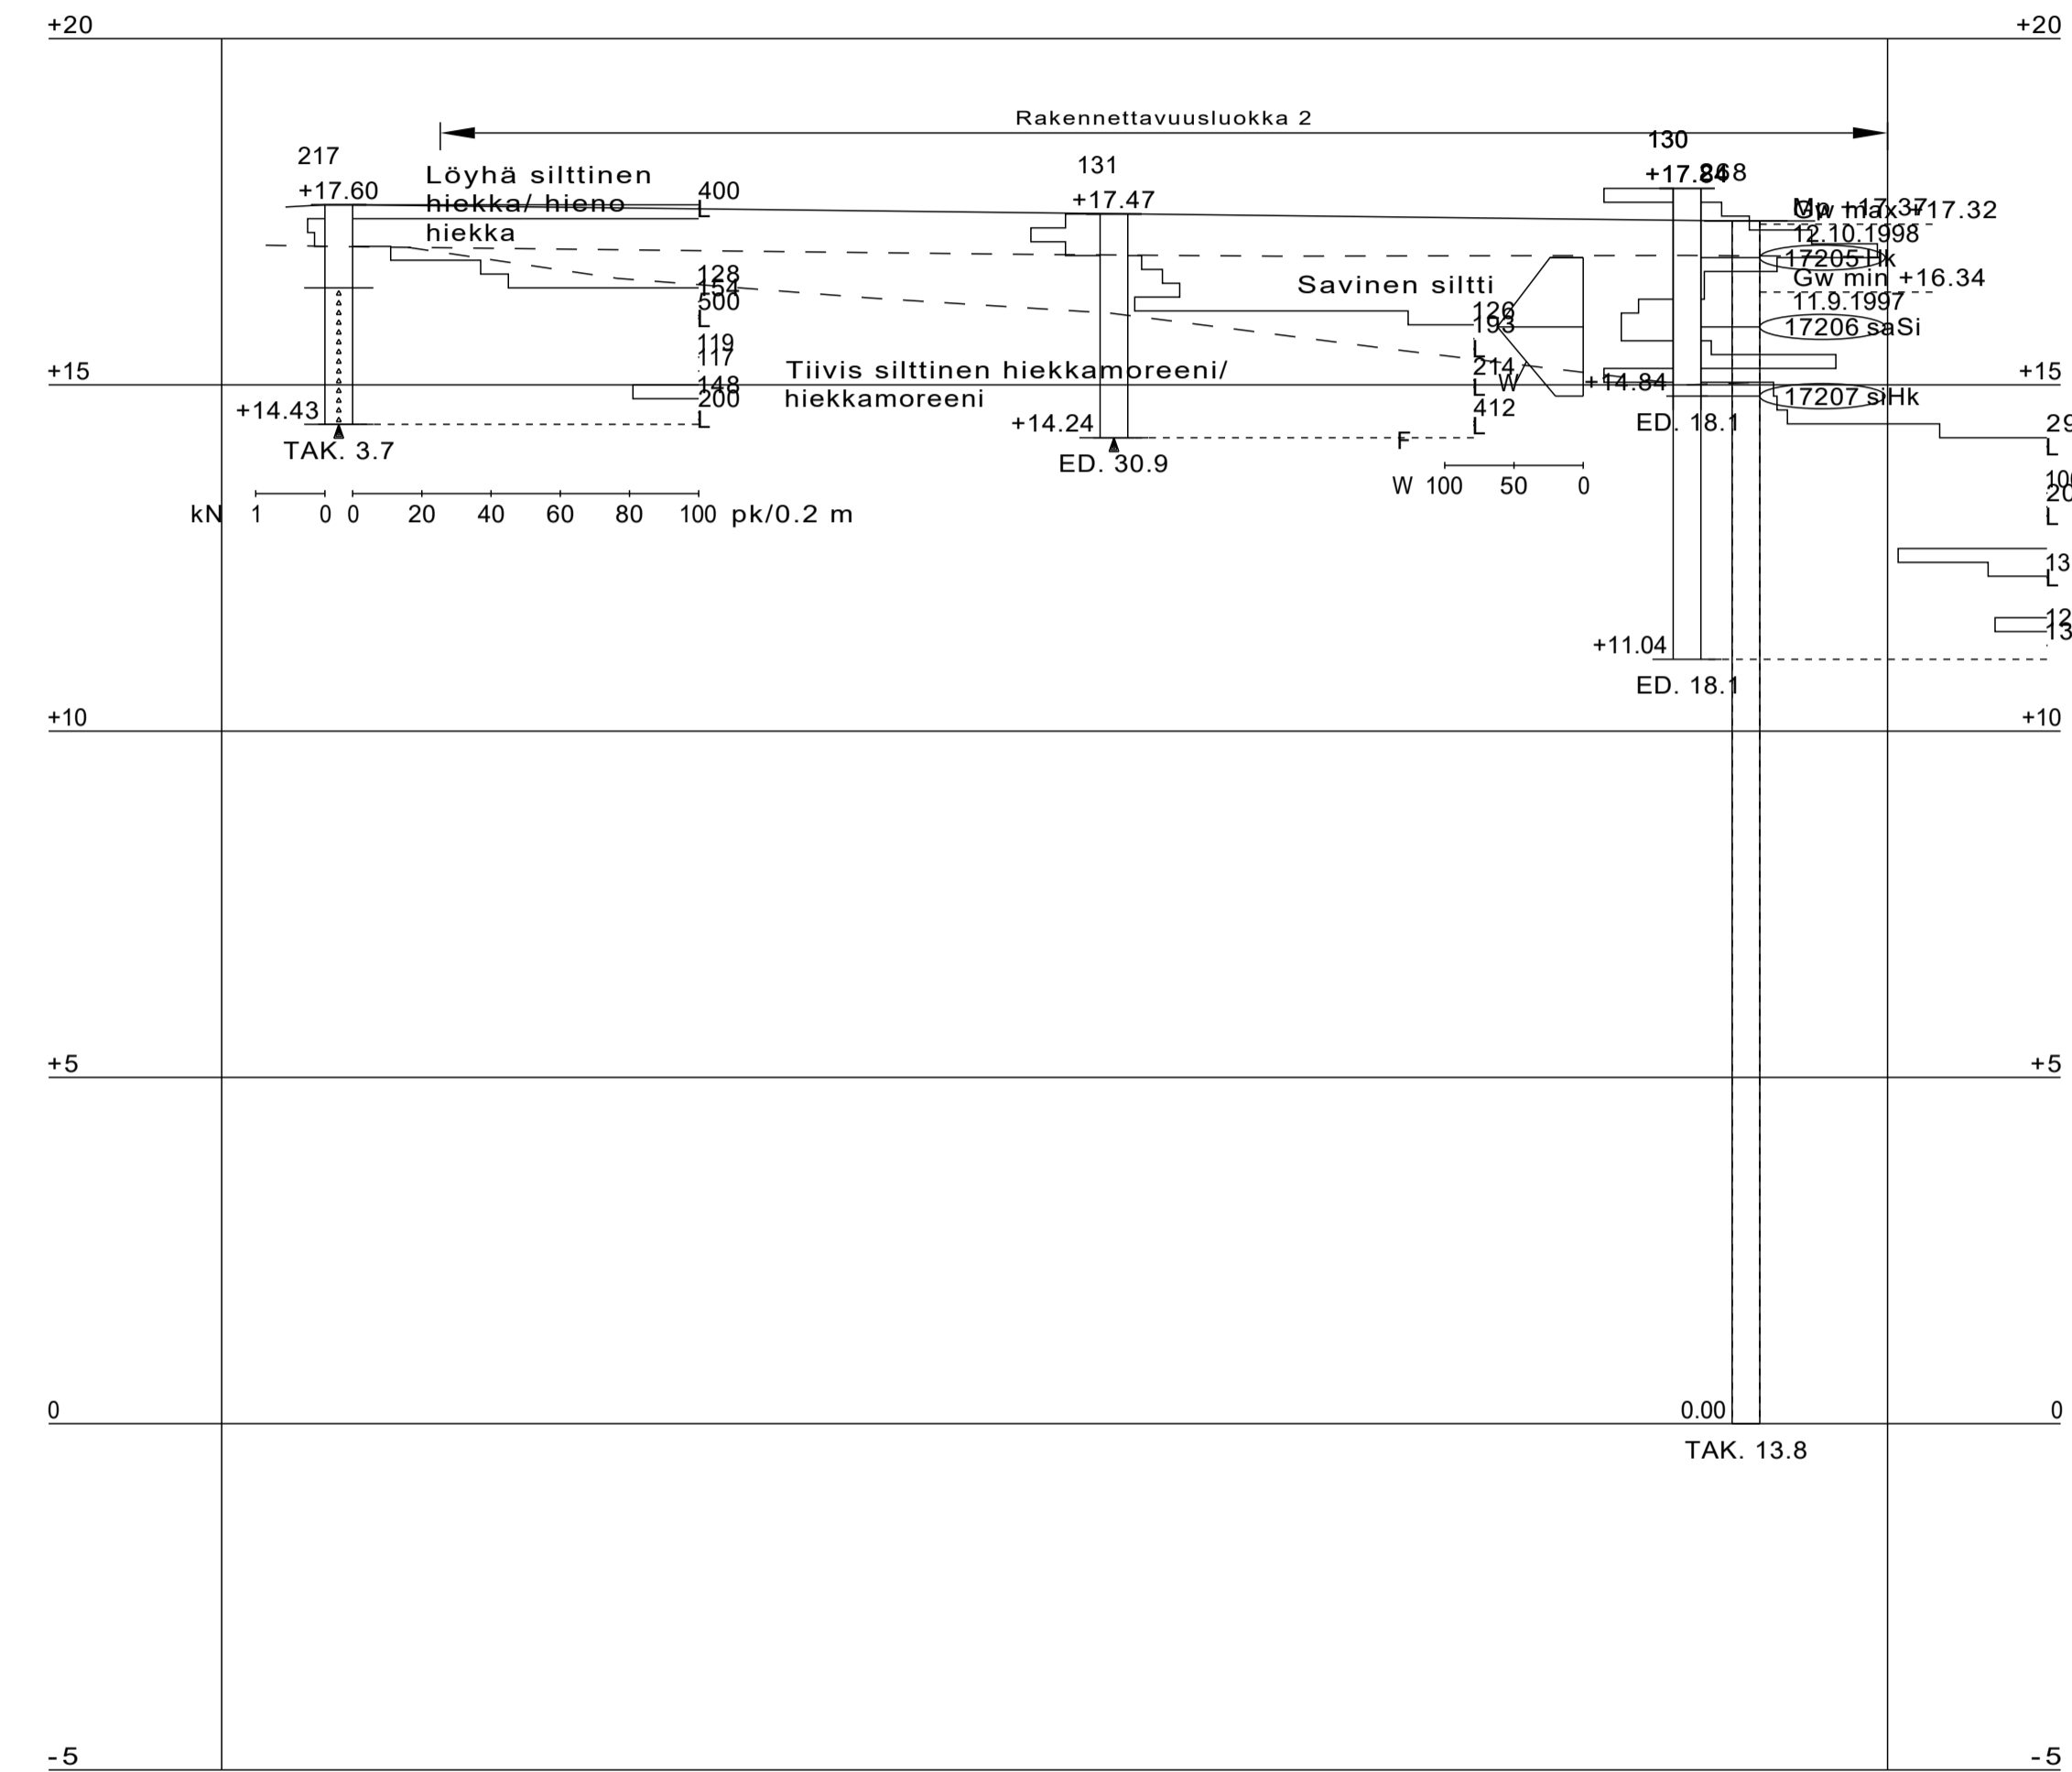 +20
+20
Rakennettavuusluokka 2
130
217
131
Löyhä silttinen
+17.60
400
+17.47
hiekka/ hieno
L
Mp +17.37
Gw max +17.32
hiekka
12.10.1998
17205 Hk
128
154
500
L
Savinen siltti
Gw min +16.34
11.9.1997
126
193
L
17206 saSi
119
117
+15
Tiivis silttinen hiekkamoreeni/
214
L
W
+14.84
+15
148
200
L
hiekkamoreeni
17207 siHk
+14.43
412
L
+14.24
ED. 18.1
L
TAK. 3.7
F
ED. 30.9
W 100 50 0
kN 1 0 0 20 40 60 80 100 pk/0.2 m
L
L
+11.04
ED. 18.1
+10
+10
+5
+5
0
0.00
0
TAK. 13.8
-5
-5